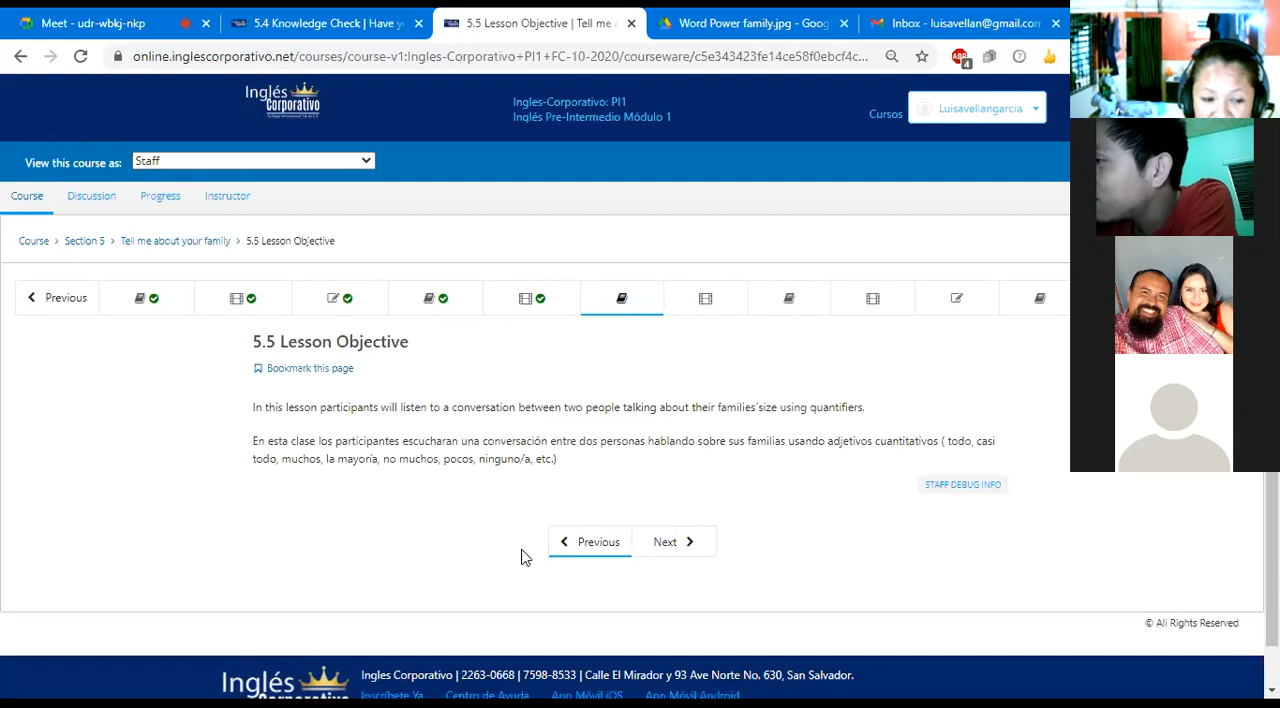 Meet - udr-wbkj-nkp
5.4 Knowledge Check | Have yo
5.5 Lesson Objective | Tell me a
Word Power family.jpg - Goog
Inbox - luisavellan@gmail.com
online.inglescorporativo.net/courses/course-v1:Ingles-Corporativo+PI1+FC-10-2020/courseware/c5e343423fe14ce58f0ebcf4c...
4
Inglés
Corporativo
Ingles-Corporativo: PI1
Inglés Pre-Intermedio Módulo 1
Cursos
Luisavellangarcia
View this course as:
Staff
Course
Discussion
Progress
Instructor
Course > Section 5 > Tell me about your family > 5.5 Lesson Objective
Previous
5.5 Lesson Objective
Bookmark this page
In this lesson participants will listen to a conversation between two people talking about their families´size using quantifiers.
En esta clase los participantes escucharan una conversación entre dos personas hablando sobre sus familias usando adjetivos cuantitativos ( todo, casi
todo, muchos, la mayoría, no muchos, pocos, ninguno/a, etc.)
STAFF DEBUG INFO
Previous
Next
© All Rights Reserved
Inglés
Corporativo
Ingles Corporativo | 2263-0668 | 7598-8533 | Calle El Mirador y 93 Ave Norte No. 630, San Salvador.
Inscríbete Ya
Centro de Ayuda
App Móvil iOS
App Móvil Android